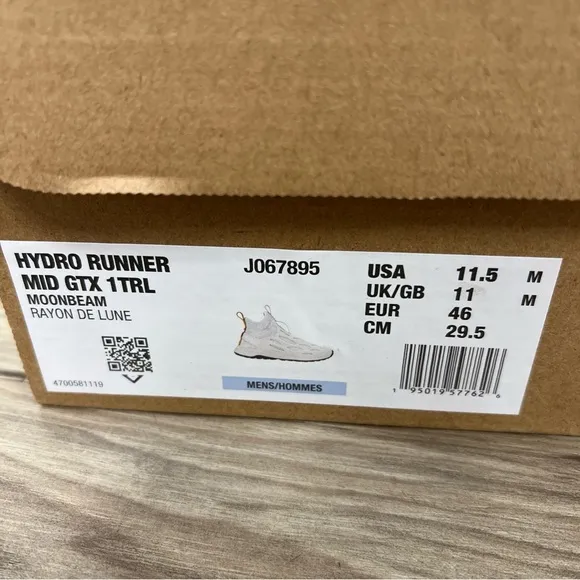 HYDRO RUNNER
MID GTX 1TRL
MOONBEAM
RAYON DE LUNE
4700581119
J067895
MENS/HOMMES
USA 11.5 M
UK/GB 11 M
EUR 46
CM 29.5
1 95019 57762 6